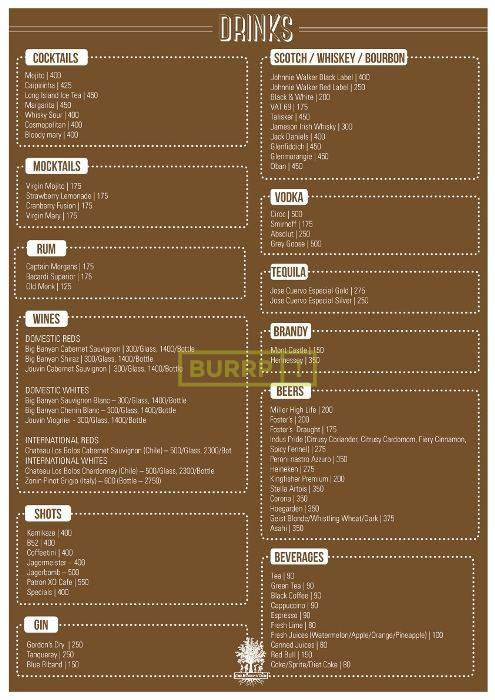 DRINKS
COCKTAILS
Mojito | 400
Caipirinha | 425
Long Island Ice Tea | 450
Margarita | 450
Whisky Sour | 400
Cosmopolitan | 400
Bloody mary | 400
MOCKTAILS
Virgin Mojito | 175
Strawberry Lemonade | 175
Cranbarry Fusion | 175
Virgin Mary | 175
RUM
Captain Morgans | 175
Bacardi Superior | 175
Old Monk | 125
WINES
DOMESTIC REDS
Big Banyan Cabernet Sauvignon | 300/Glass, 1400/Bottle
Big Banyan Shiraz | 300/Glass, 1400/Bottle
Jouvin Cabernet Sauvignon | 300/Glass, 1400/Bottle
DOMESTIC WHITES
Big Banyan Sauvignon Blanc – 300/Glass, 1400/Bottle
Big Banyan Chenin Blanc – 300/Glass, 1400/Bottle
Jouvin Viognier - 300/Glass, 1400/Bottle
INTERNATIONAL REDS
Chateau Los Bolos Cabernet Sauvignon (Chile) – 500/Glass, 2300/Bot
INTERNATIONAL WHITES
Chateau Los Bolos Chardonnay (Chile) – 500/Glass, 2300/Bottle
Zonin Pinot Grigio (Italy) – 600 (Bottle – 2750)
SHOTS
Kamikaze | 400
B52 | 400
Coffeetini | 400
Jagermeister – 400
Jagerbomb – 500
Patron XO Cafe | 550
Specials | 400
GIN
Gordon's Dry | 250
Tanqueray | 250
Blue Riband | 150
SCOTCH / WHISKEY / BOURBON
Johnnie Walker Black Label | 400
Johnnie Walker Red Label | 250
Black & White | 200
VAT 69 | 175
Talisker | 450
Jameson Irish Whisky | 300
Jack Daniels | 400
Glenfiddich | 450
Glenmorangie | 450
Oban | 450
VODKA
Ciroc | 500
Smirnoff | 175
Absolut | 250
Grey Goose | 500
TEQUILA
Jose Cuervo Especial Gold | 275
Jose Cuervo Especial Silver | 250
BRANDY
Mont Castle | 150
Hennessey | 350
BURRP!
BEERS
Miller High Life | 200
Foster's | 200
Foster's Draught | 175
Indus Pride (Citrusy Coriander, Citrusy Cardomom, Fiery Cinnamon,
Spicy Fennel) | 275
Peroni nastro Azzuro | 350
Heineken | 275
Kingfisher Premium | 200
Stella Artois | 350
Corona | 350
Hoegarden | 350
Geist Blonde/Whistling Wheat/Dark | 375
Asahi | 350
BEVERAGES
Tea | 90
Green Tea | 90
Black Coffee | 90
Cappuccino | 90
Espresso | 90
Fresh Lime | 80
Fresh Juices (Watermelon/Apple/Orange/Pineapple) | 100
Canned Juices | 80
Red Bull | 150
Coke/Sprite/Diet Coke | 80